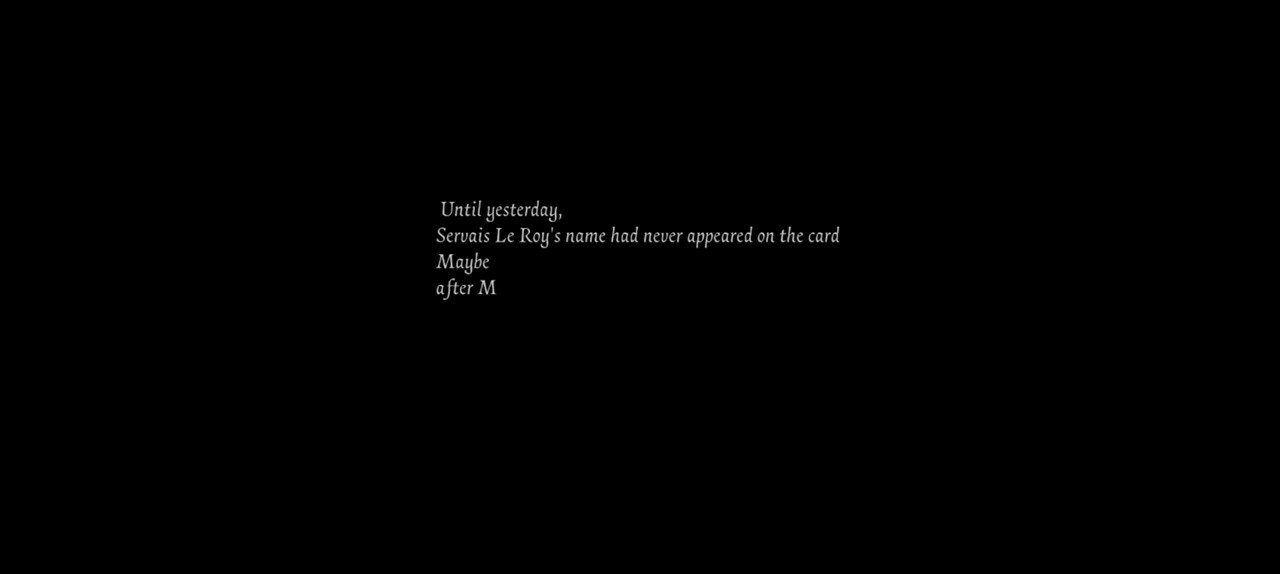 Until yesterday,
Servais Le Roy's name had never appeared on the card
Maybe
after M